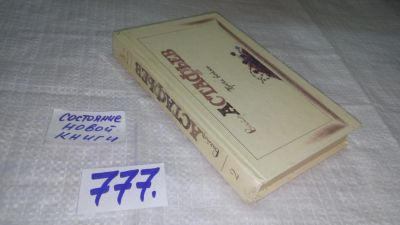 СОСТОЯНИЕ
НОВОЙ
КНИГИ
777.
АСТАФЬЕВ
АСТАФЬЕВ